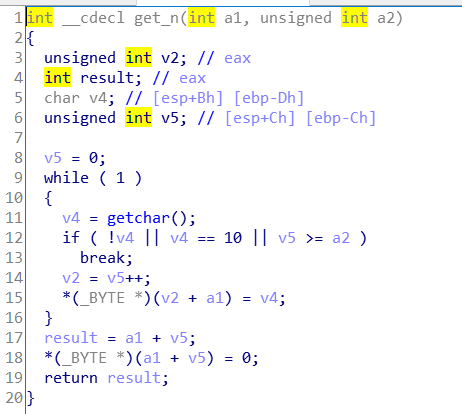 1 int __cdecl get_n(int a1, unsigned int a2)
2 {
3   unsigned int v2; // eax
4   int result; // eax
5   char v4; // [esp+Bh] [ebp-Dh]
6   unsigned int v5; // [esp+Ch] [ebp-Ch]
7
8   v5 = 0;
9   while ( 1 )
10   {
11     v4 = getchar();
12     if ( !v4 || v4 == 10 || v5 >= a2 )
13       break;
14     v2 = v5++;
15     *(_BYTE *)(v2 + a1) = v4;
16   }
17   result = a1 + v5;
18   *(_BYTE *)(a1 + v5) = 0;
19   return result;
20 }